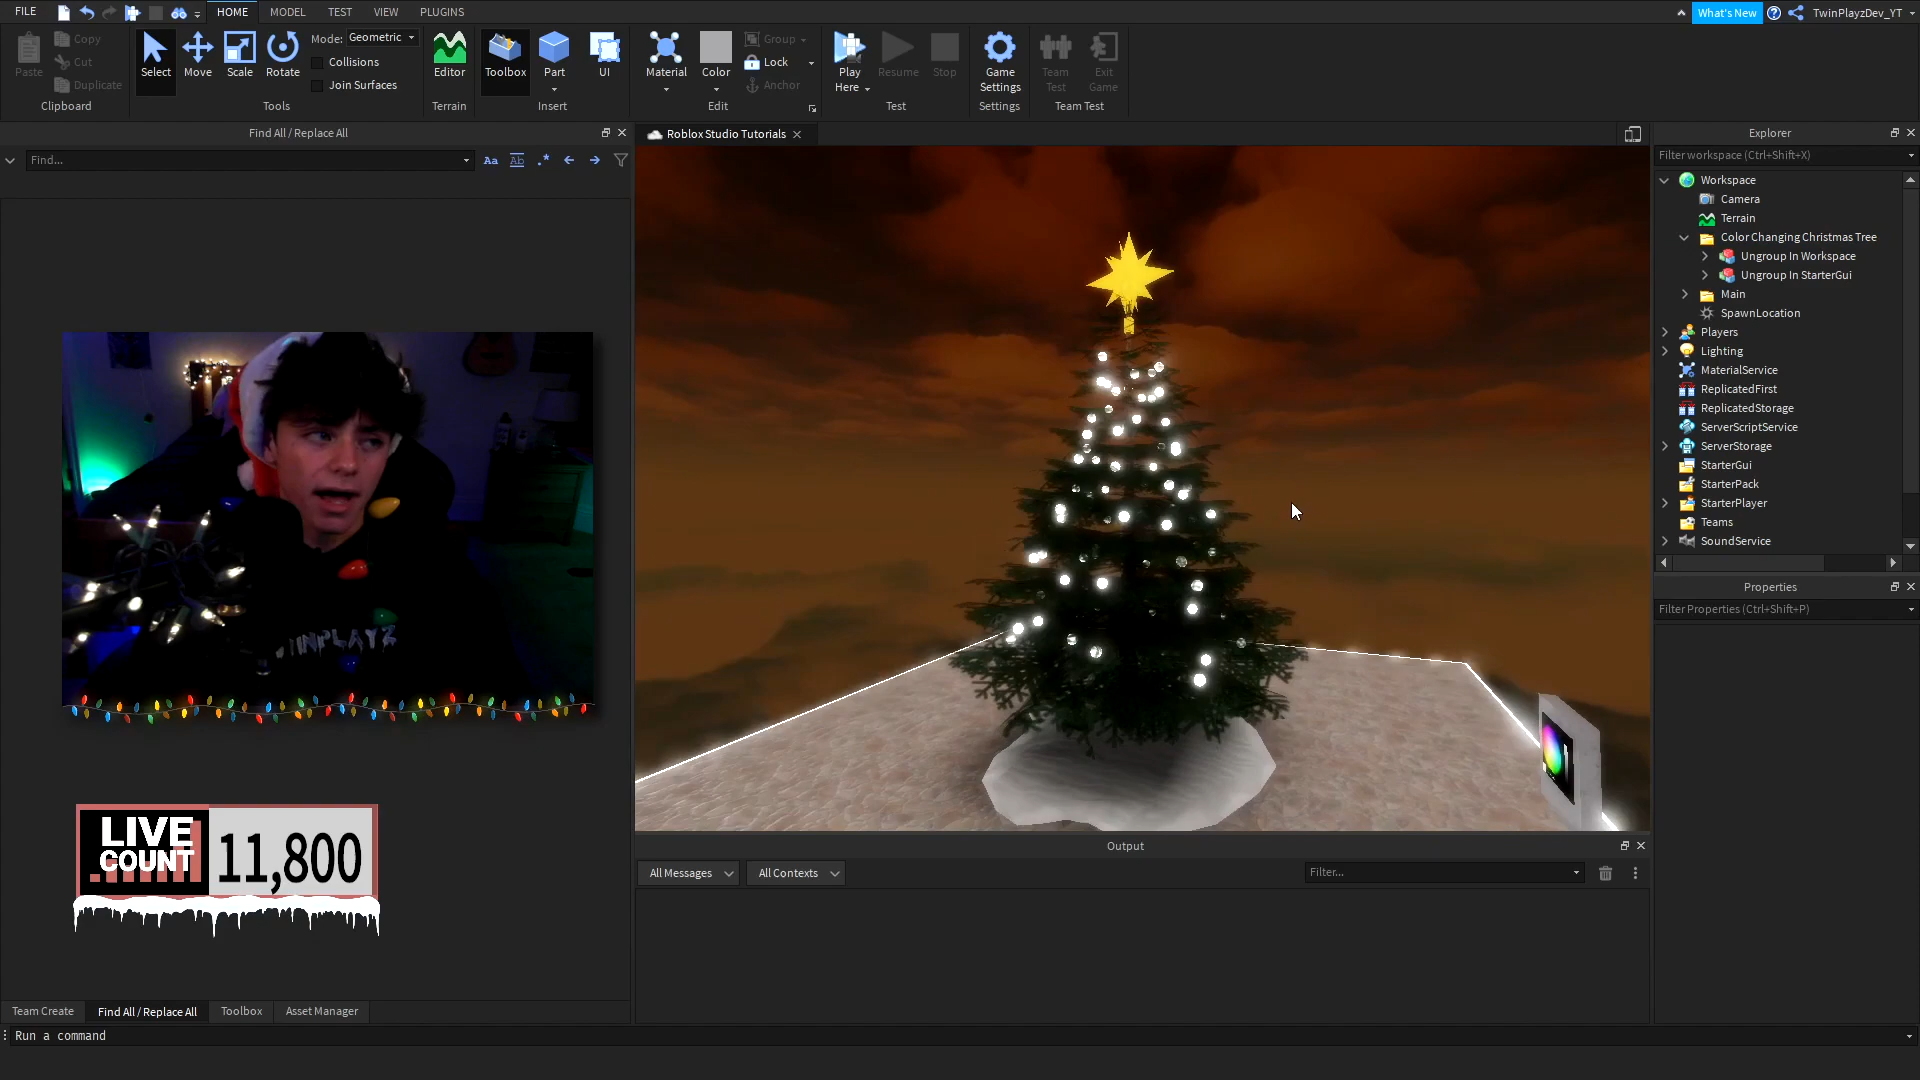 FILE HOME MODEL TEST VIEW PLUGINS What's New TwinPlayzDev_YT
Paste Copy Cut Duplicate Clipboard
Select Move Scale Rotate Mode: Geometric Collisions Join Surfaces Tools
Editor Terrain
Toolbox Part UI Insert
Material Color Group Lock Anchor Edit
Play Here Resume Stop Test
Game Settings Settings
Team Test Exit Game Team Test
Find All / Replace All
Find...
Aa Ab .*
Roblox Studio Tutorials
Explorer
Filter workspace (Ctrl+Shift+X)
Workspace
Camera
Terrain
Color Changing Christmas Tree
Ungroup In Workspace
Ungroup In StarterGui
Main
SpawnLocation
Players
Lighting
MaterialService
ReplicatedFirst
ReplicatedStorage
ServerScriptService
ServerStorage
StarterGui
StarterPack
StarterPlayer
Teams
SoundService
Properties
Filter Properties (Ctrl+Shift+P)
LIVE
COUNT
11,800
Output
All Messages All Contexts Filter...
Team Create Find All / Replace All Toolbox Asset Manager
Run a command